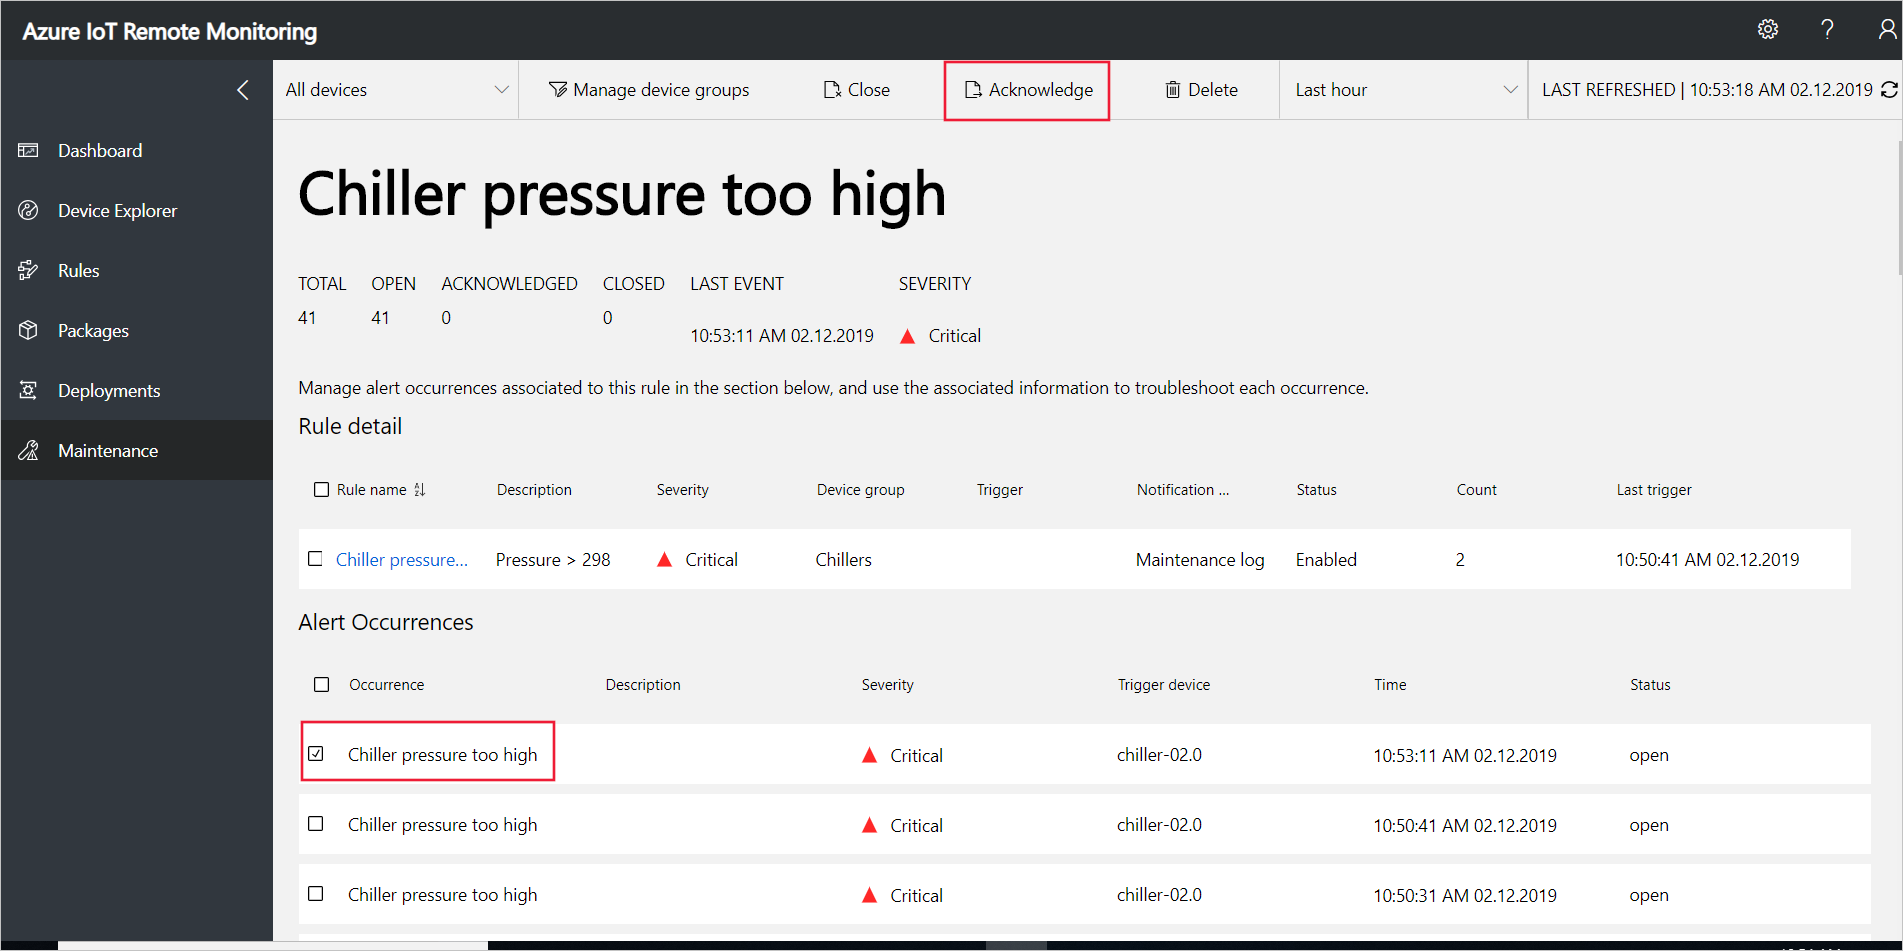 Azure IoT Remote Monitoring
?
All devices
Manage device groups
Close
Acknowledge
Delete
Last hour
LAST REFRESHED | 10:53:18 AM 02.12.2019
Dashboard
Device Explorer
Rules
Packages
Deployments
Maintenance
Chiller pressure too high
TOTAL OPEN ACKNOWLEDGED CLOSED LAST EVENT SEVERITY
41 41 0 0
10:53:11 AM 02.12.2019 Critical
Manage alert occurrences associated to this rule in the section below, and use the associated information to troubleshoot each occurrence.
Rule detail
Rule name Description Severity Device group Trigger Notification ... Status Count Last trigger
Chiller pressure... Pressure > 298 Critical Chillers Maintenance log Enabled 2 10:50:41 AM 02.12.2019
Alert Occurrences
Occurrence Description Severity Trigger device Time Status
Chiller pressure too high Critical chiller-02.0 10:53:11 AM 02.12.2019 open
Chiller pressure too high Critical chiller-02.0 10:50:41 AM 02.12.2019 open
Chiller pressure too high Critical chiller-02.0 10:50:31 AM 02.12.2019 open